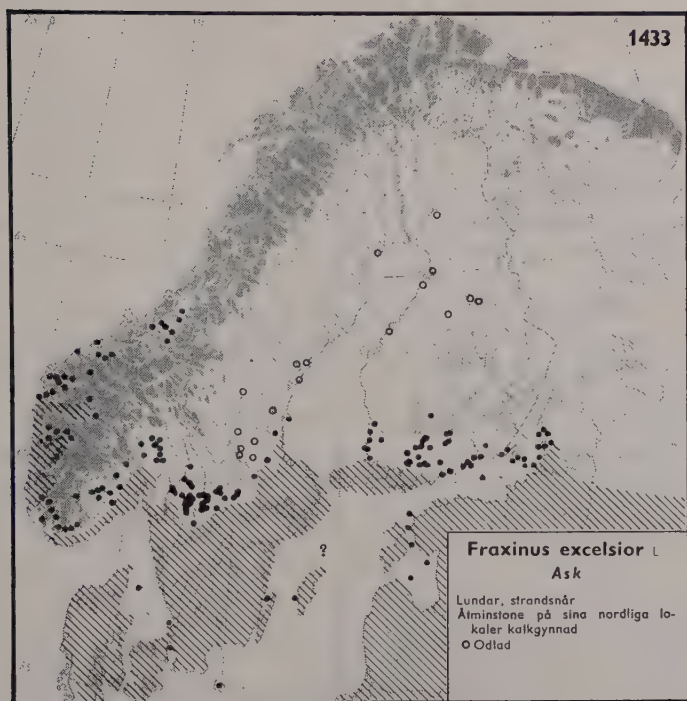 1433
?
Fraxinus excelsior L
Ask
Lundar, strandsnår
Åtminstone på sina nordliga lo-
kaler kalkgynnad
Odlad